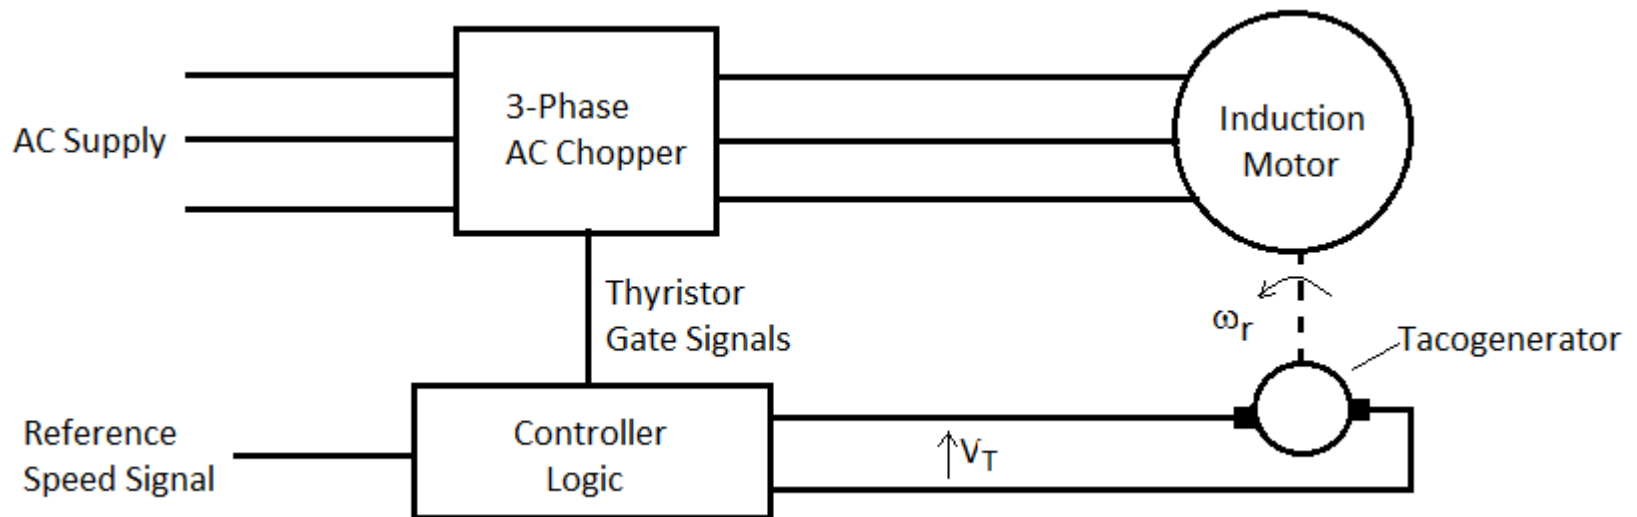 AC Supply
3-Phase
AC Chopper
Induction
Motor
Thyristor
Gate Signals
ωr
Tacogenerator
Reference
Speed Signal
Controller
Logic
VT